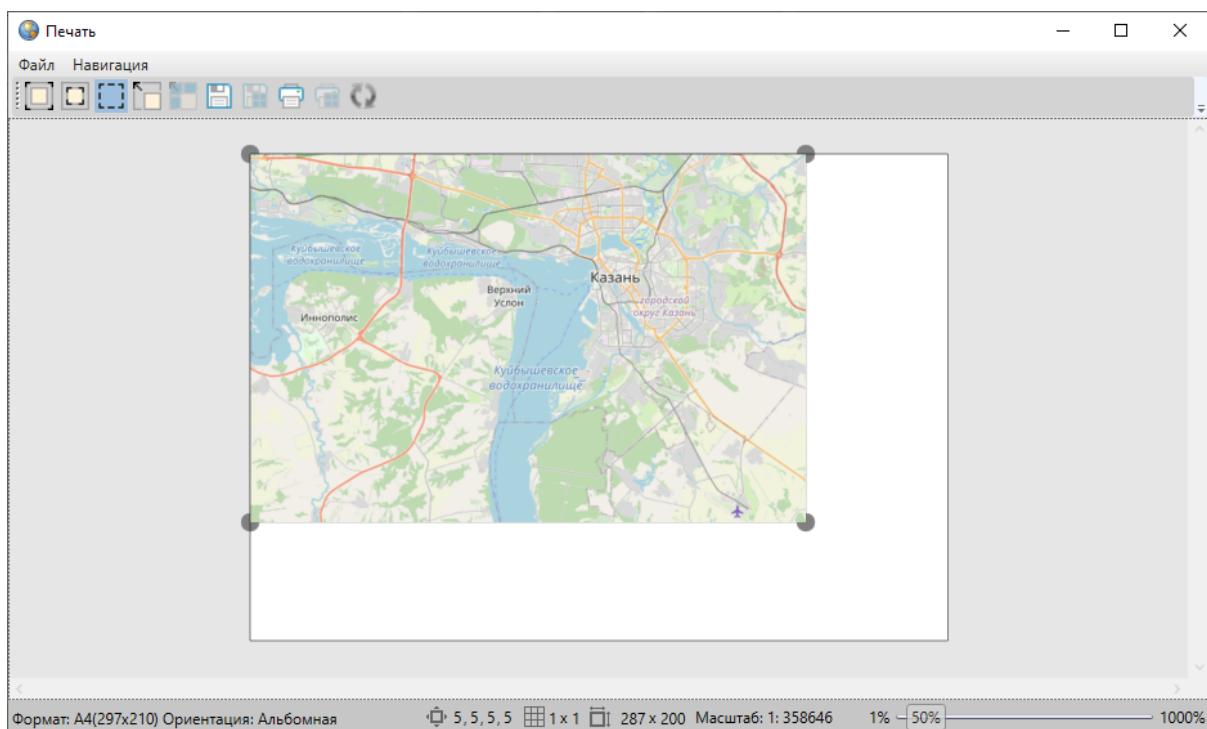 Печать
Файл Навигация
Куйбышевское
водохранилище
Куйбышевское
водохранилище
Казань
Верхний
Услон
городской
округ Казань
Иннополис
Куйбышевское
водохранилище
Формат: A4(297x210) Ориентация: Альбомная 5, 5, 5, 5 1 x 1 287 x 200 Масштаб: 1: 358646 1% 50% 1000%